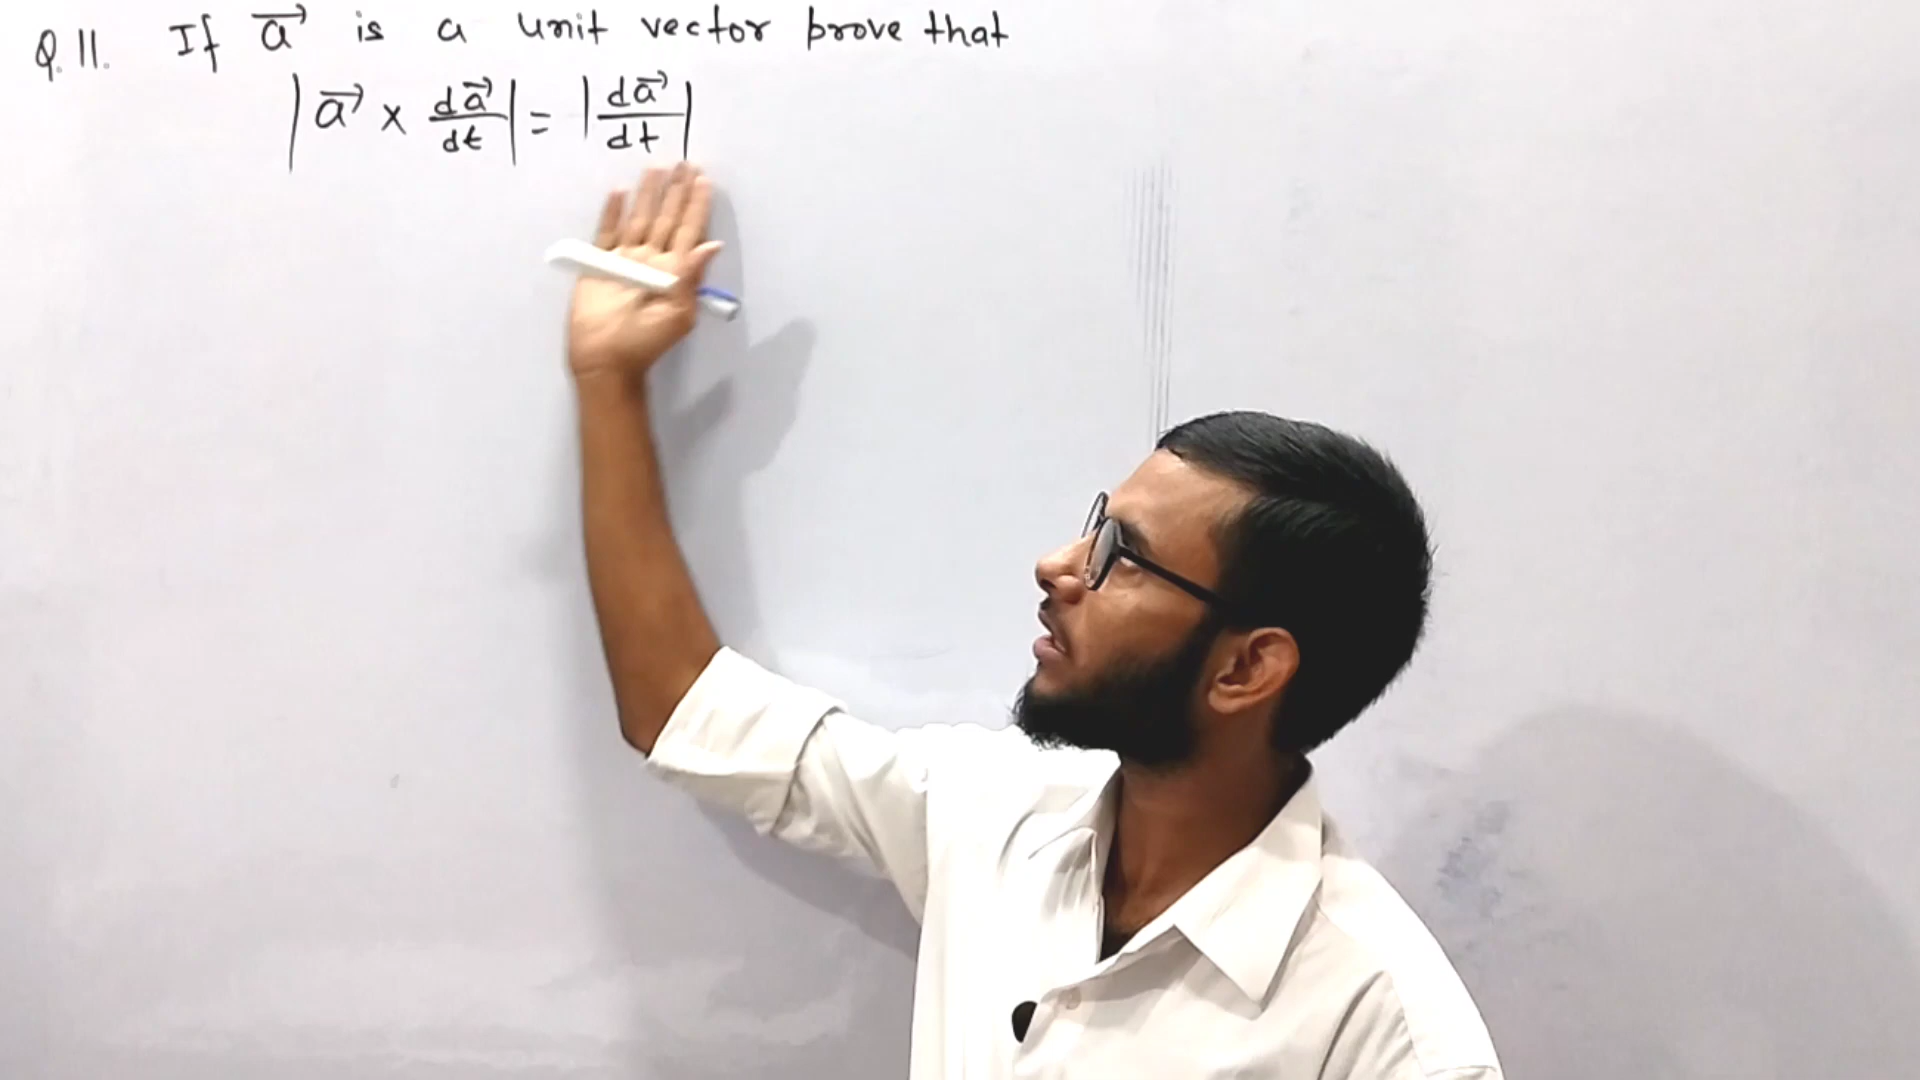 Q.11. If a⃗ is a unit vector prove that
|a⃗ × da⃗/dt| = |da⃗/dt|